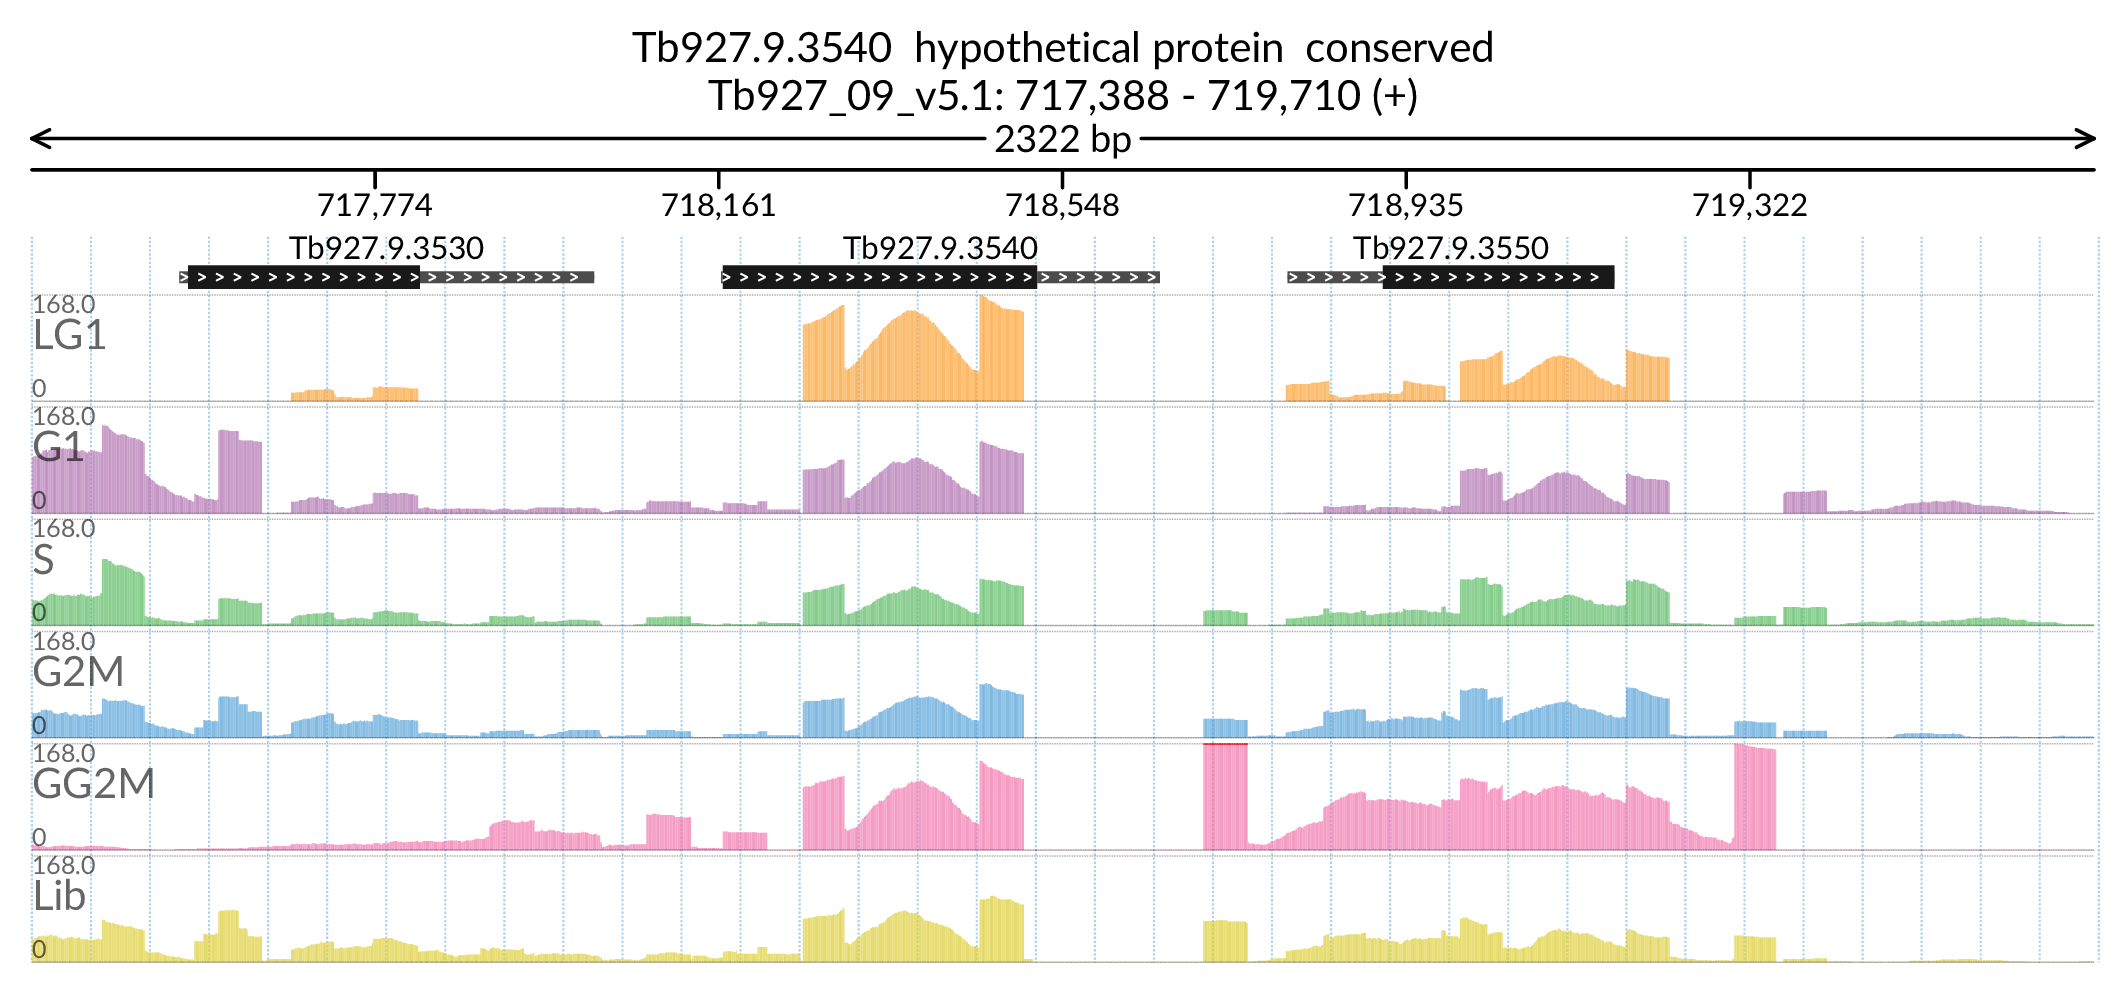 Tb927.9.3540 hypothetical protein conserved
Tb927_09_v5.1: 717,388 - 719,710 (+)
2322 bp
717,774 718,161 718,548 718,935 719,322
Tb927.9.3530 Tb927.9.3540 Tb927.9.3550
168.0
LG1
0
168.0
G1
0
168.0
S
0
168.0
G2M
0
168.0
GG2M
0
168.0
Lib
0